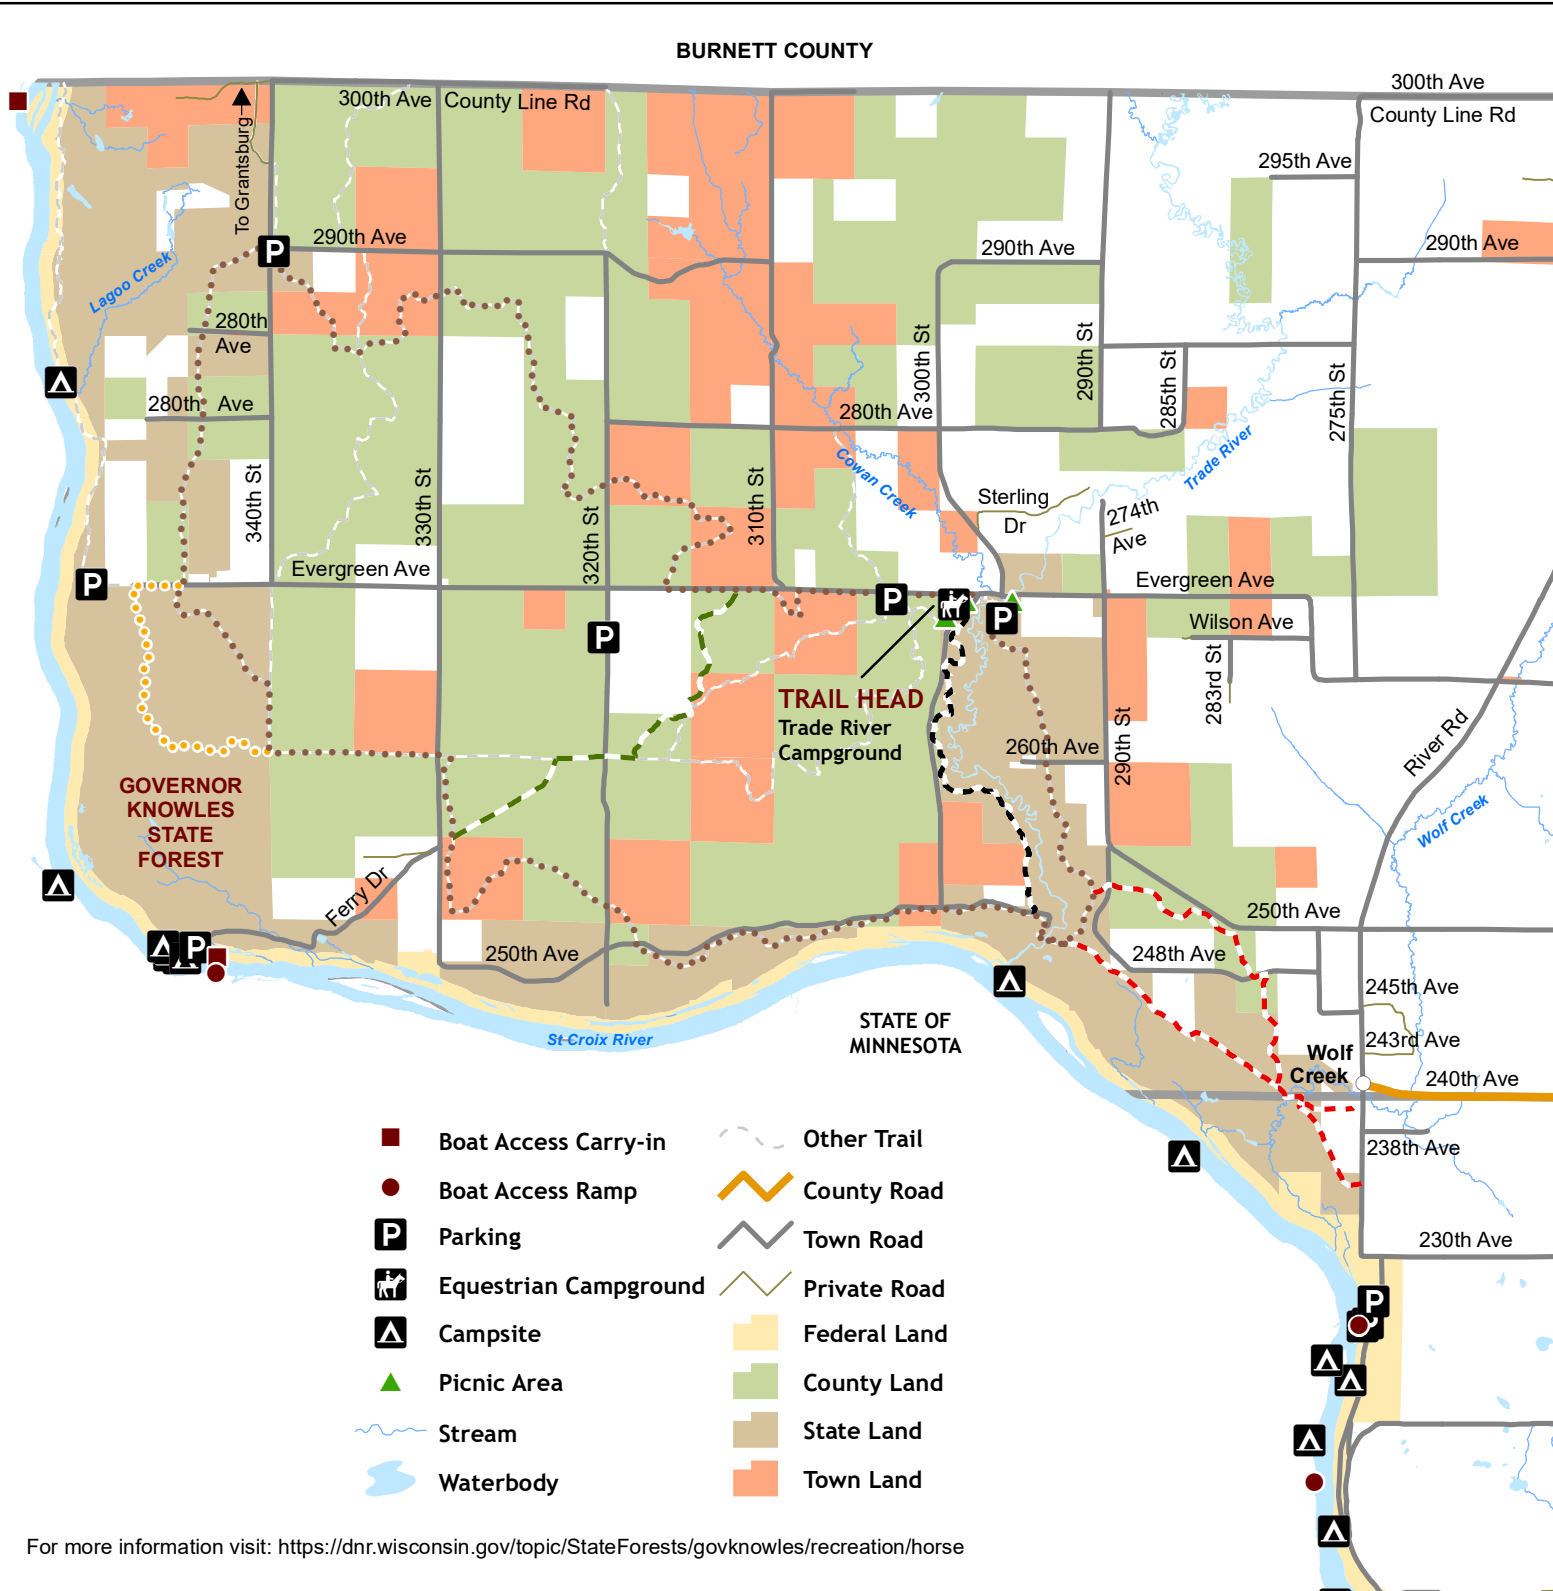 BURNETT COUNTY
300th Ave
County Line Rd
300th Ave
County Line Rd
To Grantsburg
295th Ave
290th Ave
290th Ave
290th Ave
Lagoo Creek
280th
Ave
280th Ave
280th Ave
300th St
290th St
285th St
275th St
340th St
330th St
320th St
310th St
Cowan Creek
Trade River
Sterling
Dr
274th
Ave
Evergreen Ave
Evergreen Ave
Wilson Ave
283rd St
P
P
P
P
P
TRAIL HEAD
Trade River
Campground
260th Ave
290th St
River Rd
Wolf Creek
GOVERNOR
KNOWLES
STATE
FOREST
Ferry Dr
250th Ave
250th Ave
248th Ave
P
245th Ave
243rd Ave
240th Ave
238th Ave
230th Ave
Wolf
Creek
St Croix River
STATE OF
MINNESOTA
P
P
Boat Access Carry-in
Boat Access Ramp
P Parking
Equestrian Campground
Campsite
Picnic Area
Stream
Waterbody
Other Trail
County Road
Town Road
Private Road
Federal Land
County Land
State Land
Town Land
For more information visit: https://dnr.wisconsin.gov/topic/StateForests/govknowles/recreation/horse